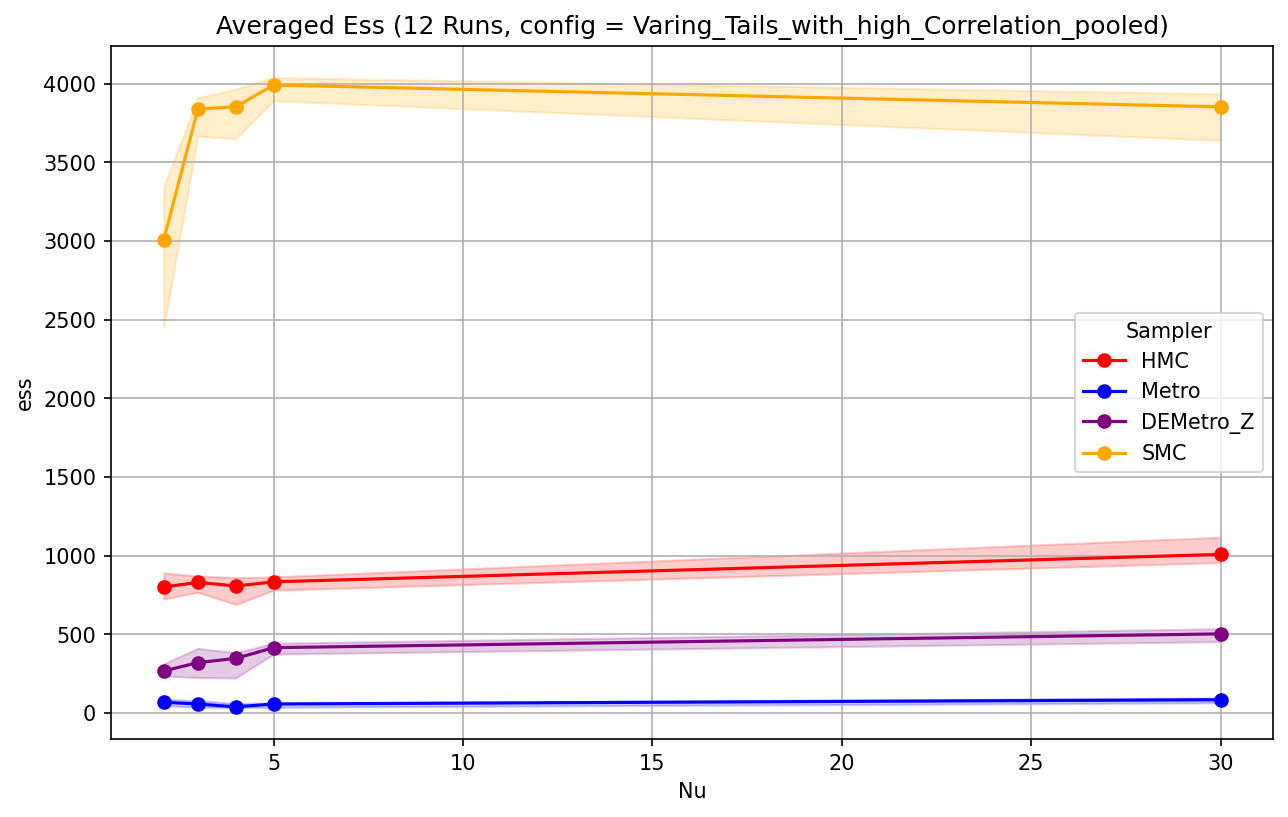 Averaged Ess (12 Runs, config = Varing_Tails_with_high_Correlation_pooled)
ess
4000
3500
3000
2500
2000
1500
1000
500
0
Sampler
HMC
Metro
DEMetro_Z
SMC
5
10
15
20
25
30
Nu